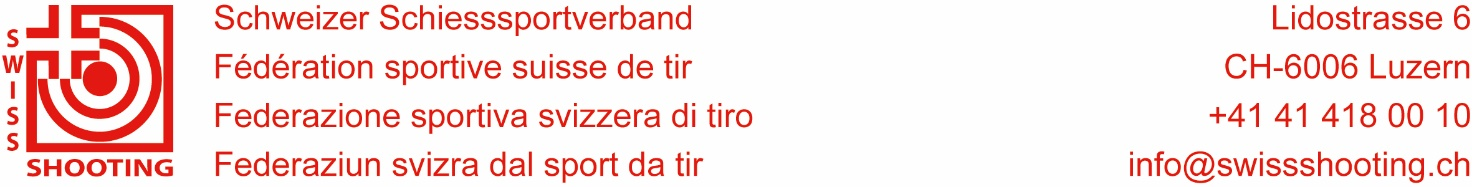 SWISS
SHOOTING
Schweizer Schiesssportverband
Fédération sportive suisse de tir
Federazione sportiva svizzera di tiro
Federaziun svizra dal sport da tir
Lidostrasse 6
CH-6006 Luzern
+41 41 418 00 10
info@swissshooting.ch